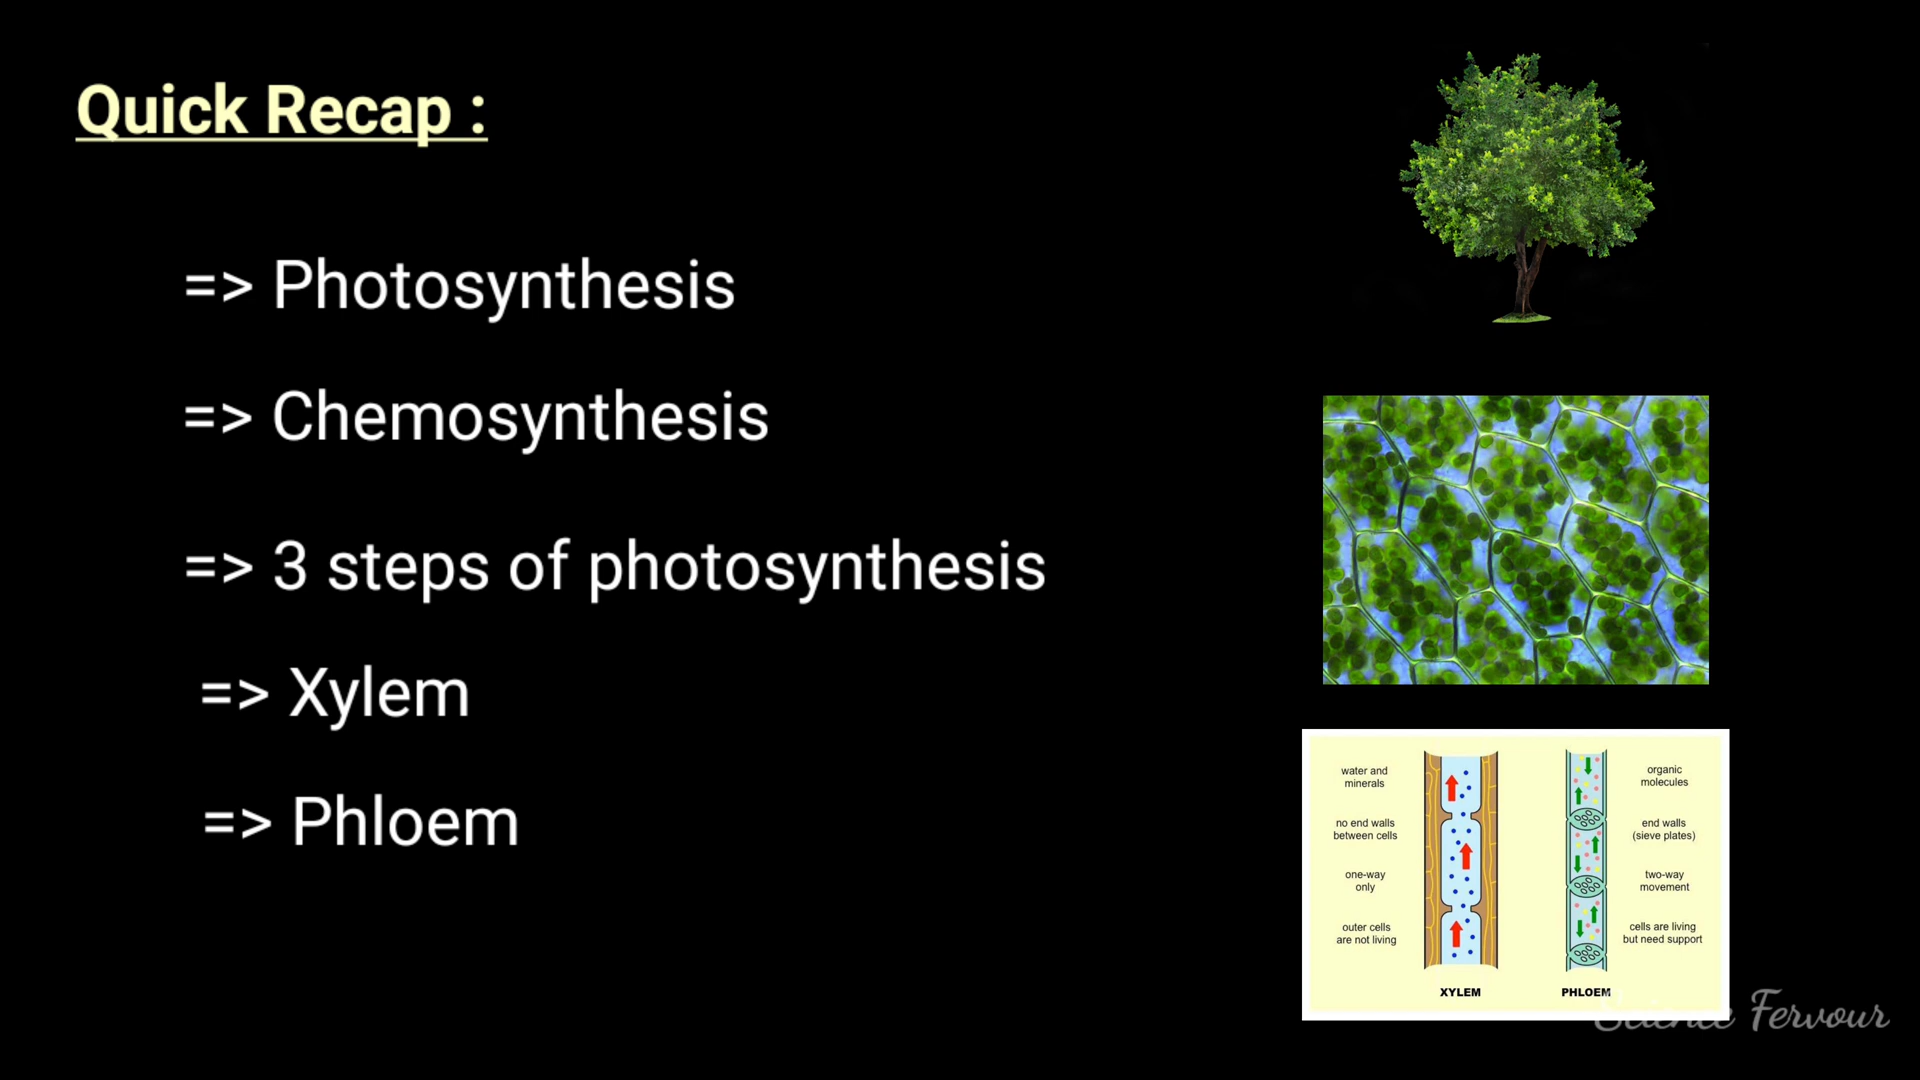 Quick Recap :
=> Photosynthesis
=> Chemosynthesis
=> 3 steps of photosynthesis
=> Xylem
=> Phloem
water and
minerals
no end walls
between cells
one-way
only
outer cells
are not living
XYLEM
organic
molecules
end walls
(sieve plates)
two-way
movement
cells are living
but need support
PHLOEM
Science Fervour